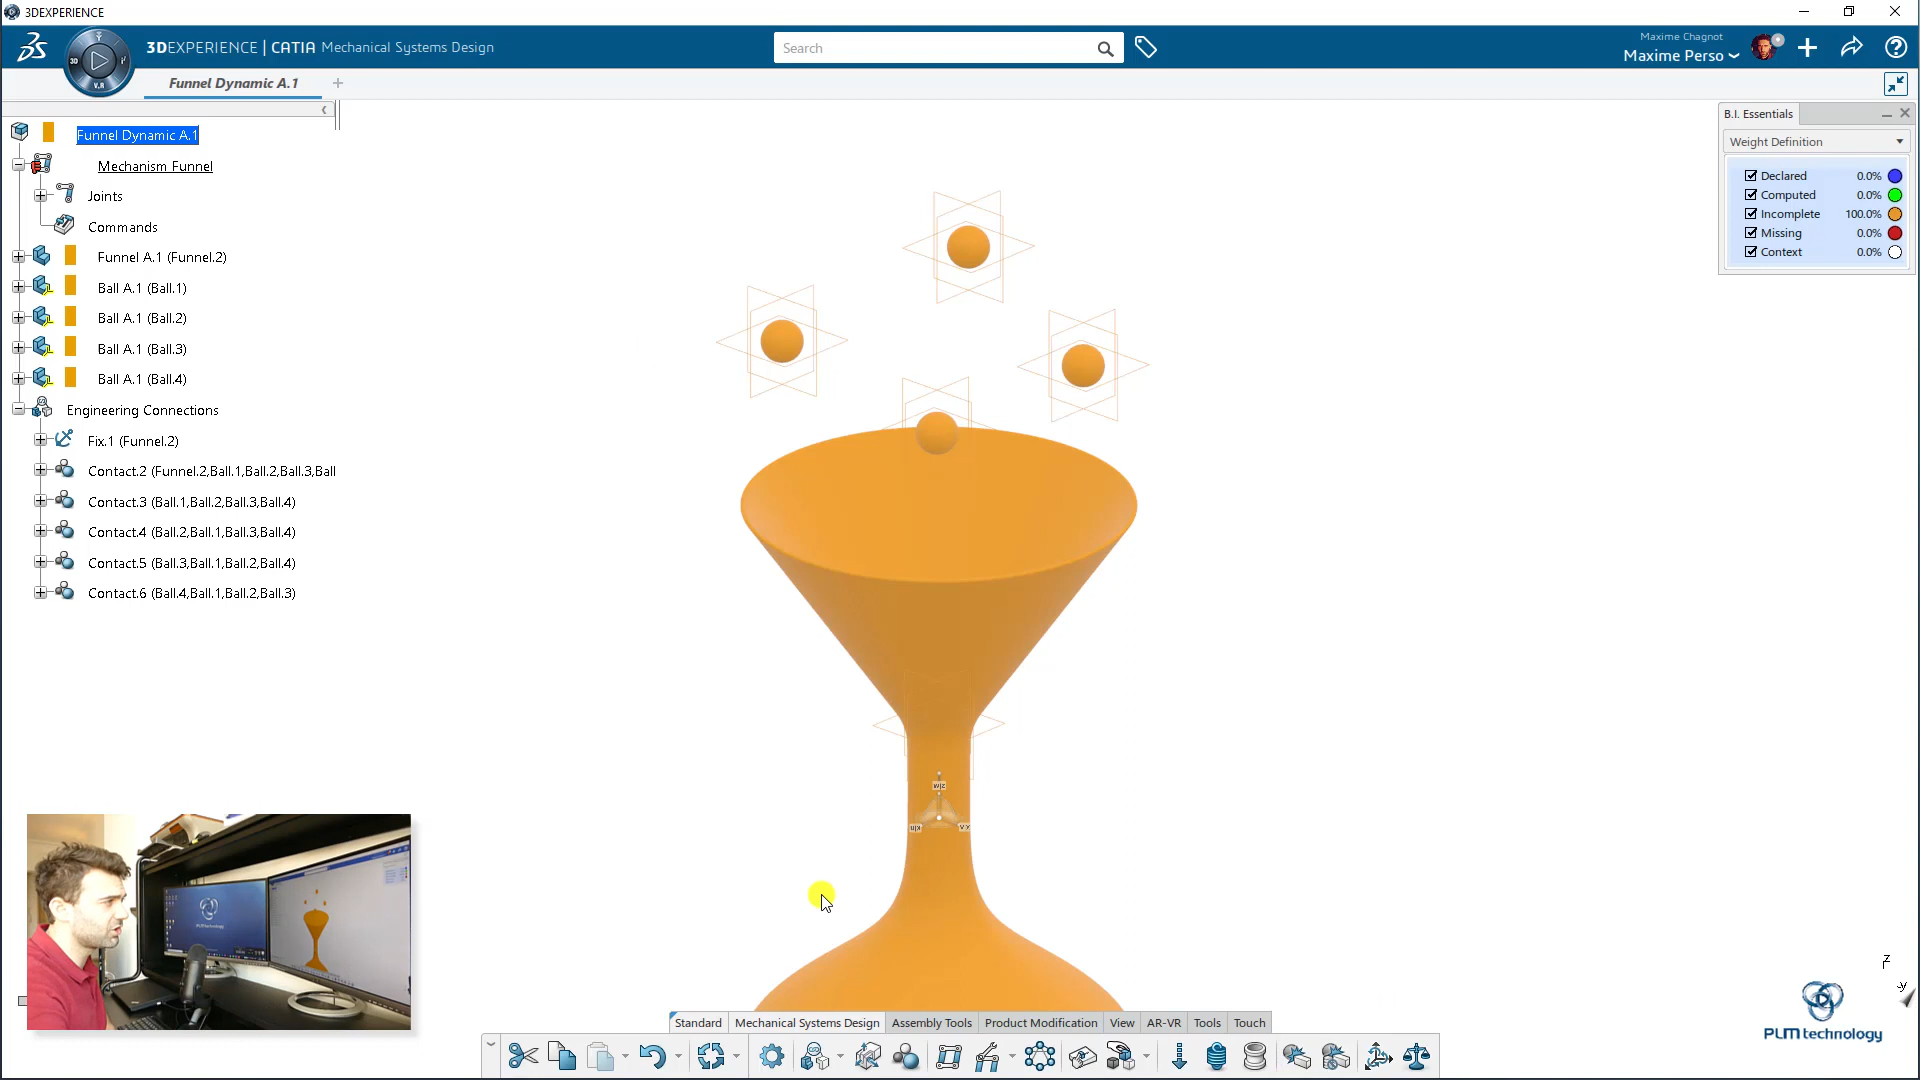 3DEXPERIENCE
3DEXPERIENCE | CATIA Mechanical Systems Design
Search
Maxime Chagnot
Maxime Perso
3D
V.R
Funnel Dynamic A.1
B.I. Essentials
Weight Definition
Declared 0.0%
Computed 0.0%
Incomplete 100.0%
Missing 0.0%
Context 0.0%
Funnel Dynamic A.1
Mechanism Funnel
Joints
Commands
Funnel A.1 (Funnel.2)
Ball A.1 (Ball.1)
Ball A.1 (Ball.2)
Ball A.1 (Ball.3)
Ball A.1 (Ball.4)
Engineering Connections
Fix.1 (Funnel.2)
Contact.2 (Funnel.2,Ball.1,Ball.2,Ball.3,Ball
Contact.3 (Ball.1,Ball.2,Ball.3,Ball.4)
Contact.4 (Ball.2,Ball.1,Ball.3,Ball.4)
Contact.5 (Ball.3,Ball.1,Ball.2,Ball.4)
Contact.6 (Ball.4,Ball.1,Ball.2,Ball.3)
w|z
u|x
v|y
PLMtechnology
z
y
PLMtechnology
Standard
Mechanical Systems Design
Assembly Tools
Product Modification
View
AR-VR
Tools
Touch